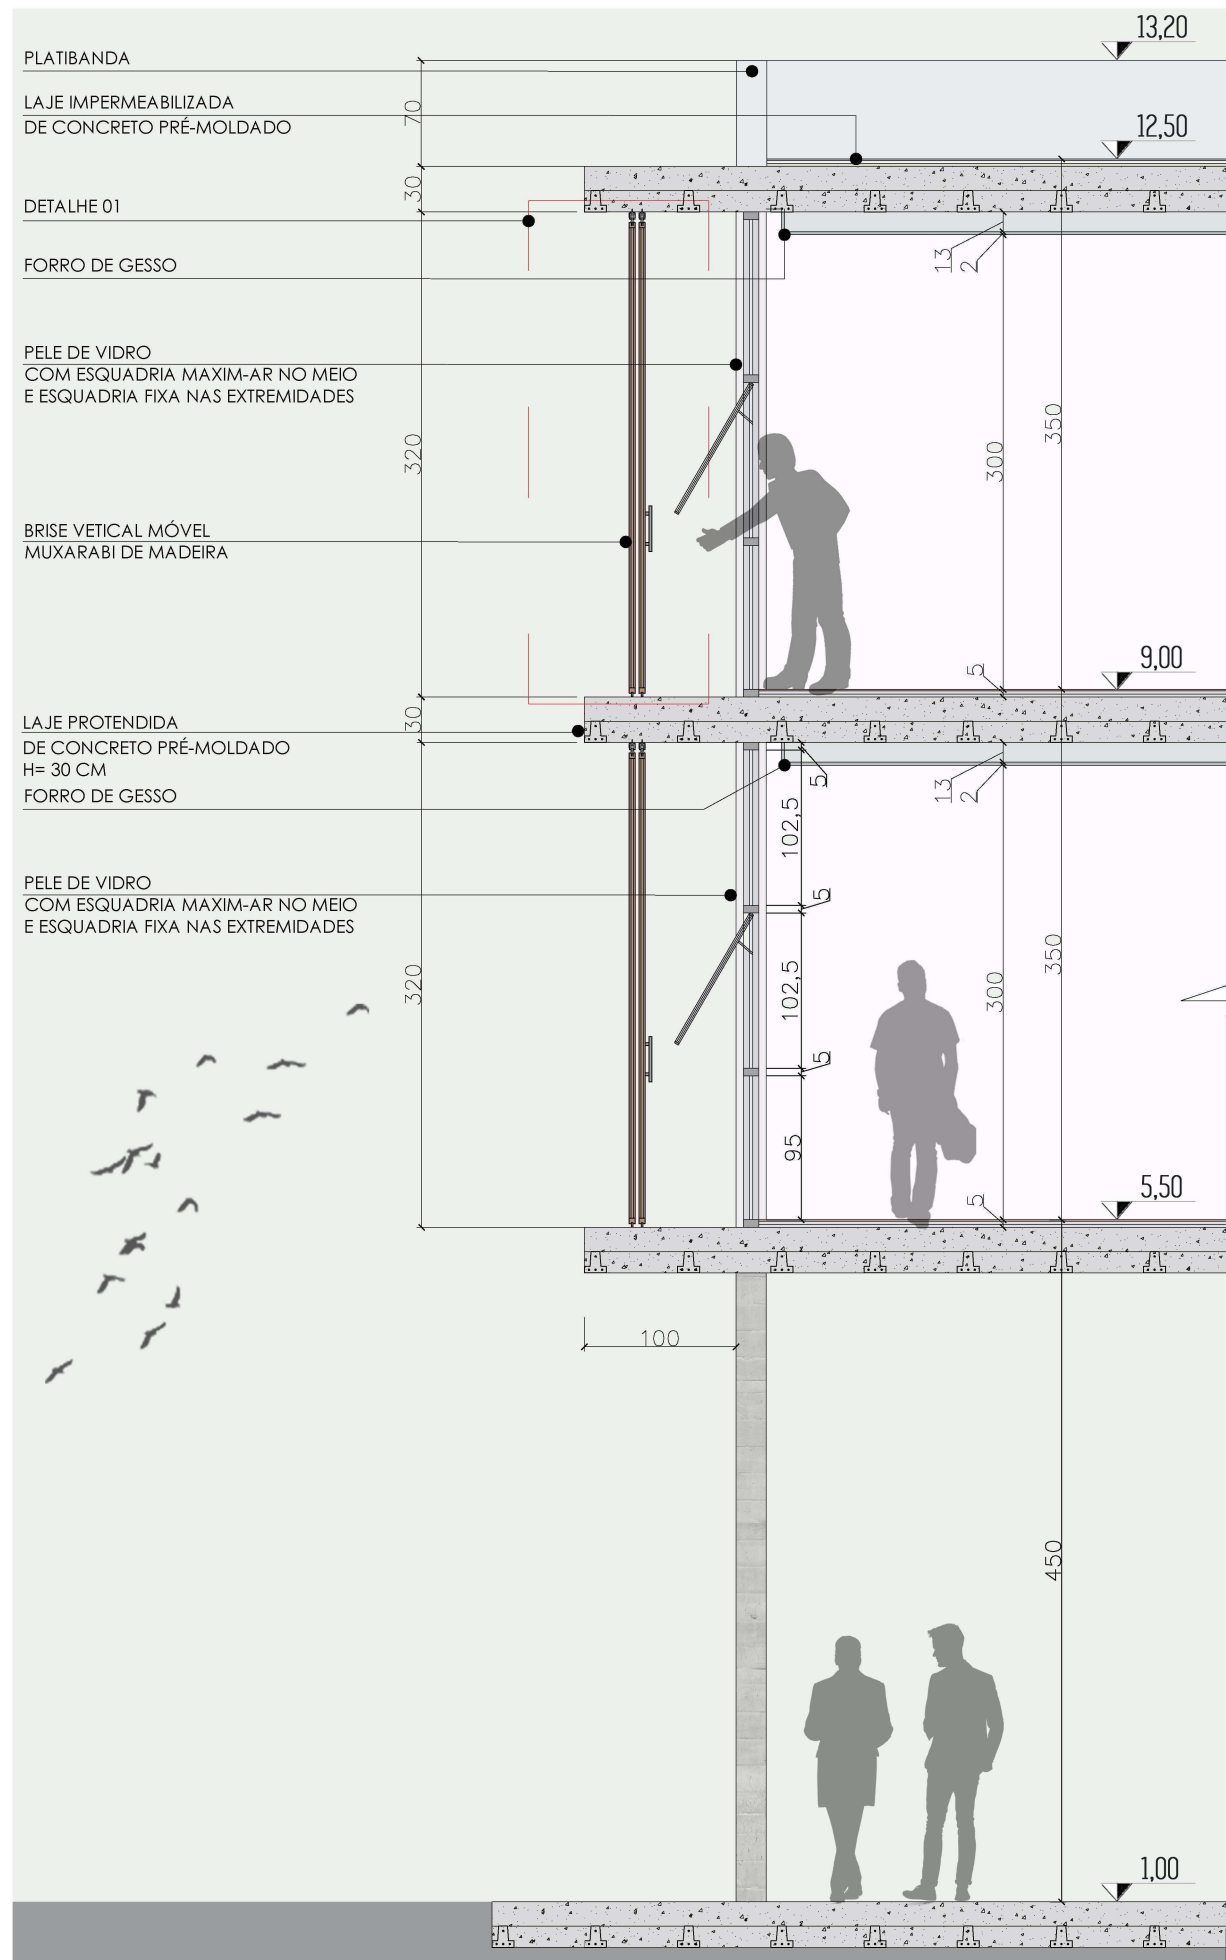 13,20
PLATIBANDA
LAJE IMPERMEABILIZADA
DE CONCRETO PRÉ-MOLDADO
70
12,50
30
DETALHE 01
FORRO DE GESSO
13
2
PELE DE VIDRO
COM ESQUADRIA MAXIM-AR NO MEIO
E ESQUADRIA FIXA NAS EXTREMIDADES
320
300
350
BRISE VETICAL MÓVEL
MUXARABI DE MADEIRA
9,00
5
30
LAJE PROTENDIDA
DE CONCRETO PRÉ-MOLDADO
H= 30 CM
FORRO DE GESSO
5
13
2
102,5
PELE DE VIDRO
COM ESQUADRIA MAXIM-AR NO MEIO
E ESQUADRIA FIXA NAS EXTREMIDADES
5
320
102,5
300
350
5
95
5,50
5
100
450
1,00